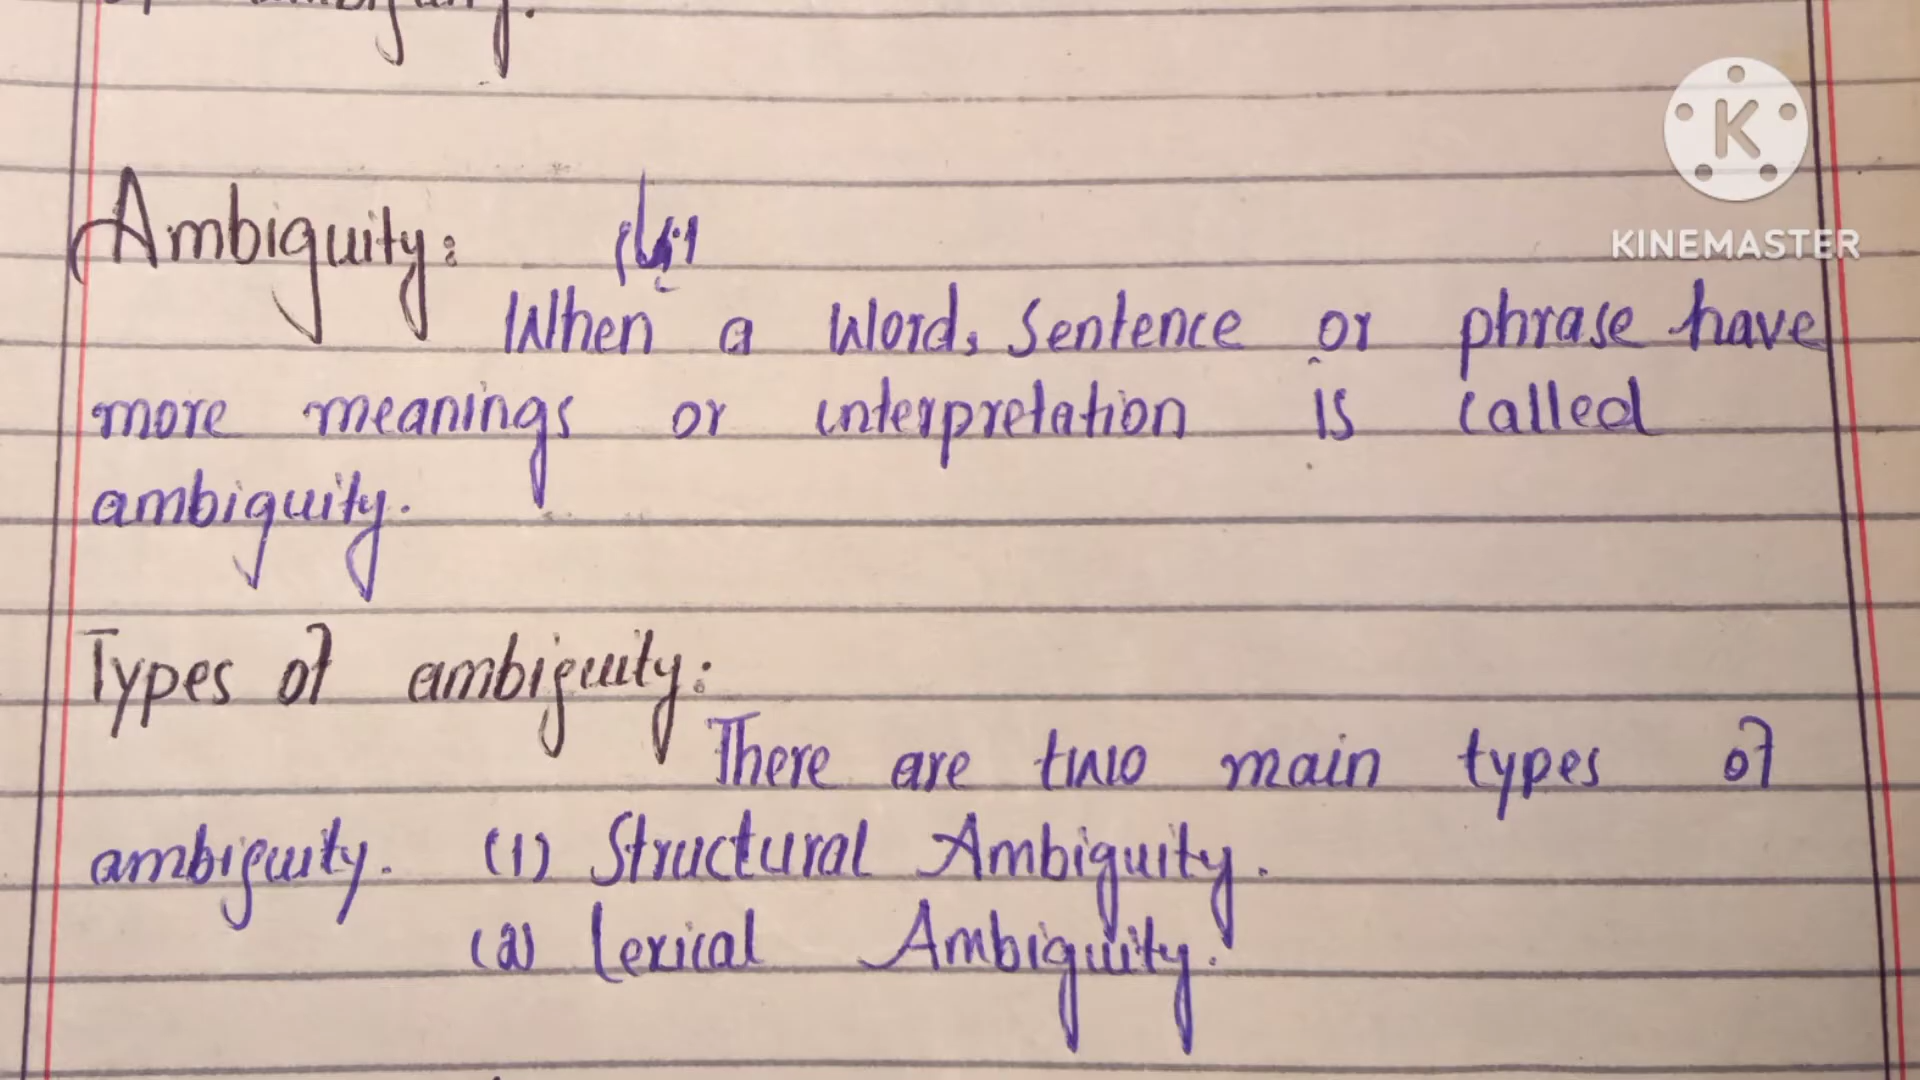 Ambiguity: ابہام
When a Word, Sentence or phrase have
more meanings or interpretation is called
ambiguity.
Types of ambiguity:
There are two main types of
ambiguity. (1) Structural Ambiguity.
(2) Lexical Ambiguity.
K
KINEMASTER